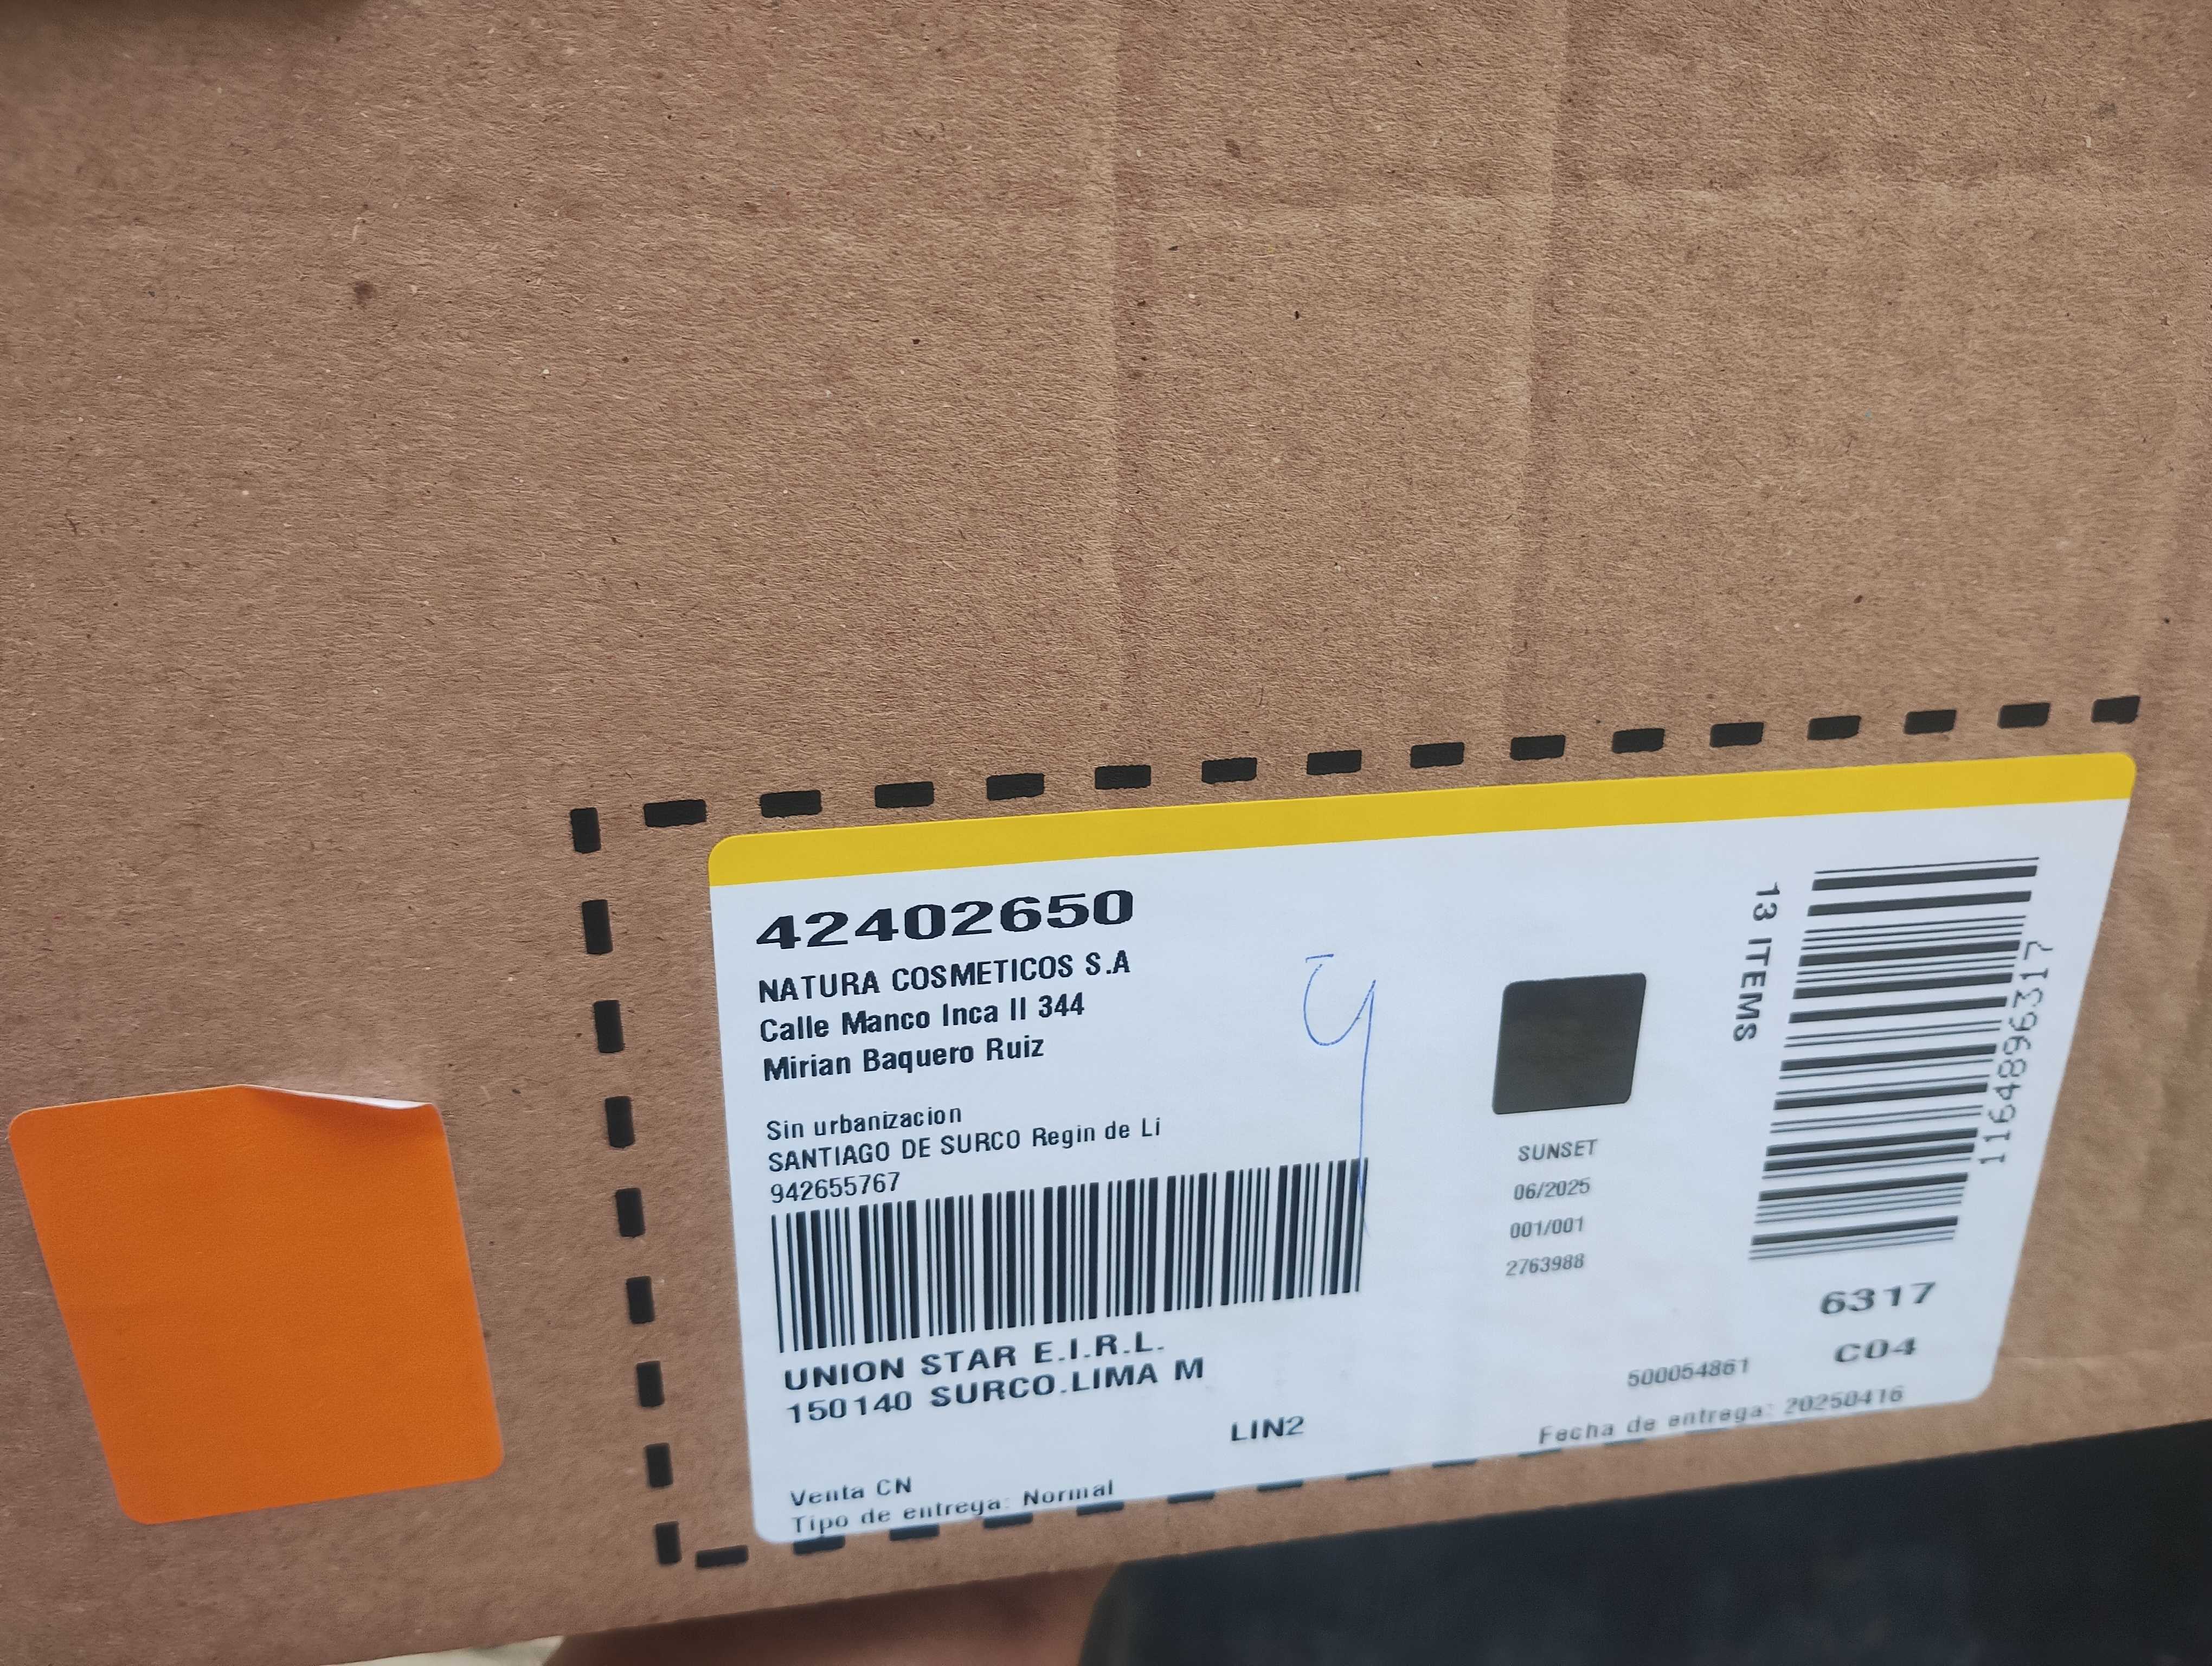 42402650
NATURA COSMETICOS S.A
Calle Manco Inca II 344
Mirian Baquero Ruiz
Sin urbanizacion
SANTIAGO DE SURCO Regin de Li
942655767
UNION STAR E.I.R.L.
150140 SURCO.LIMA M
LIN2
Venta CN
Tipo de entrega: Normal
SUNSET
06/2025
001/001
2763988
13 ITEMS
1164896317
6317
C04
500054861
Fecha de entrega: 20250416